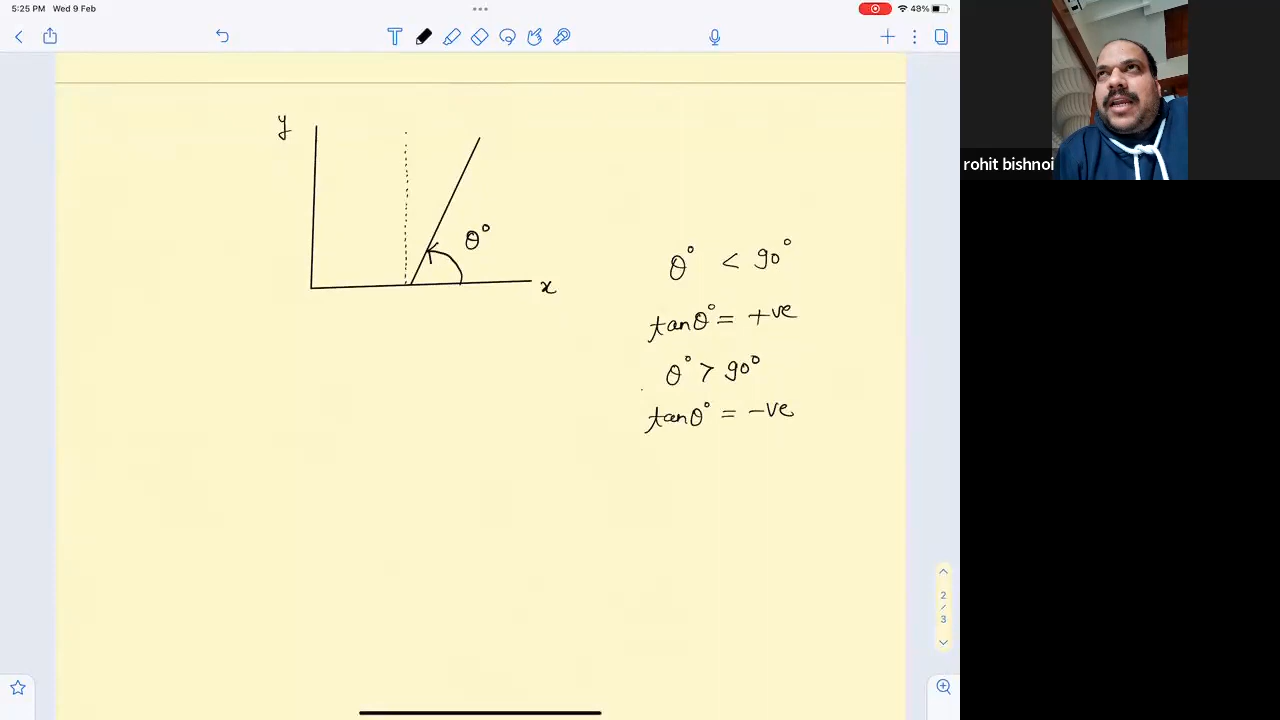 5:25 PM Wed 9 Feb
48%
T
y
θ°
x
θ° < 90°
tanθ° = +ve
θ° > 90°
tanθ° = -ve
rohit bishnoi
2
/
3